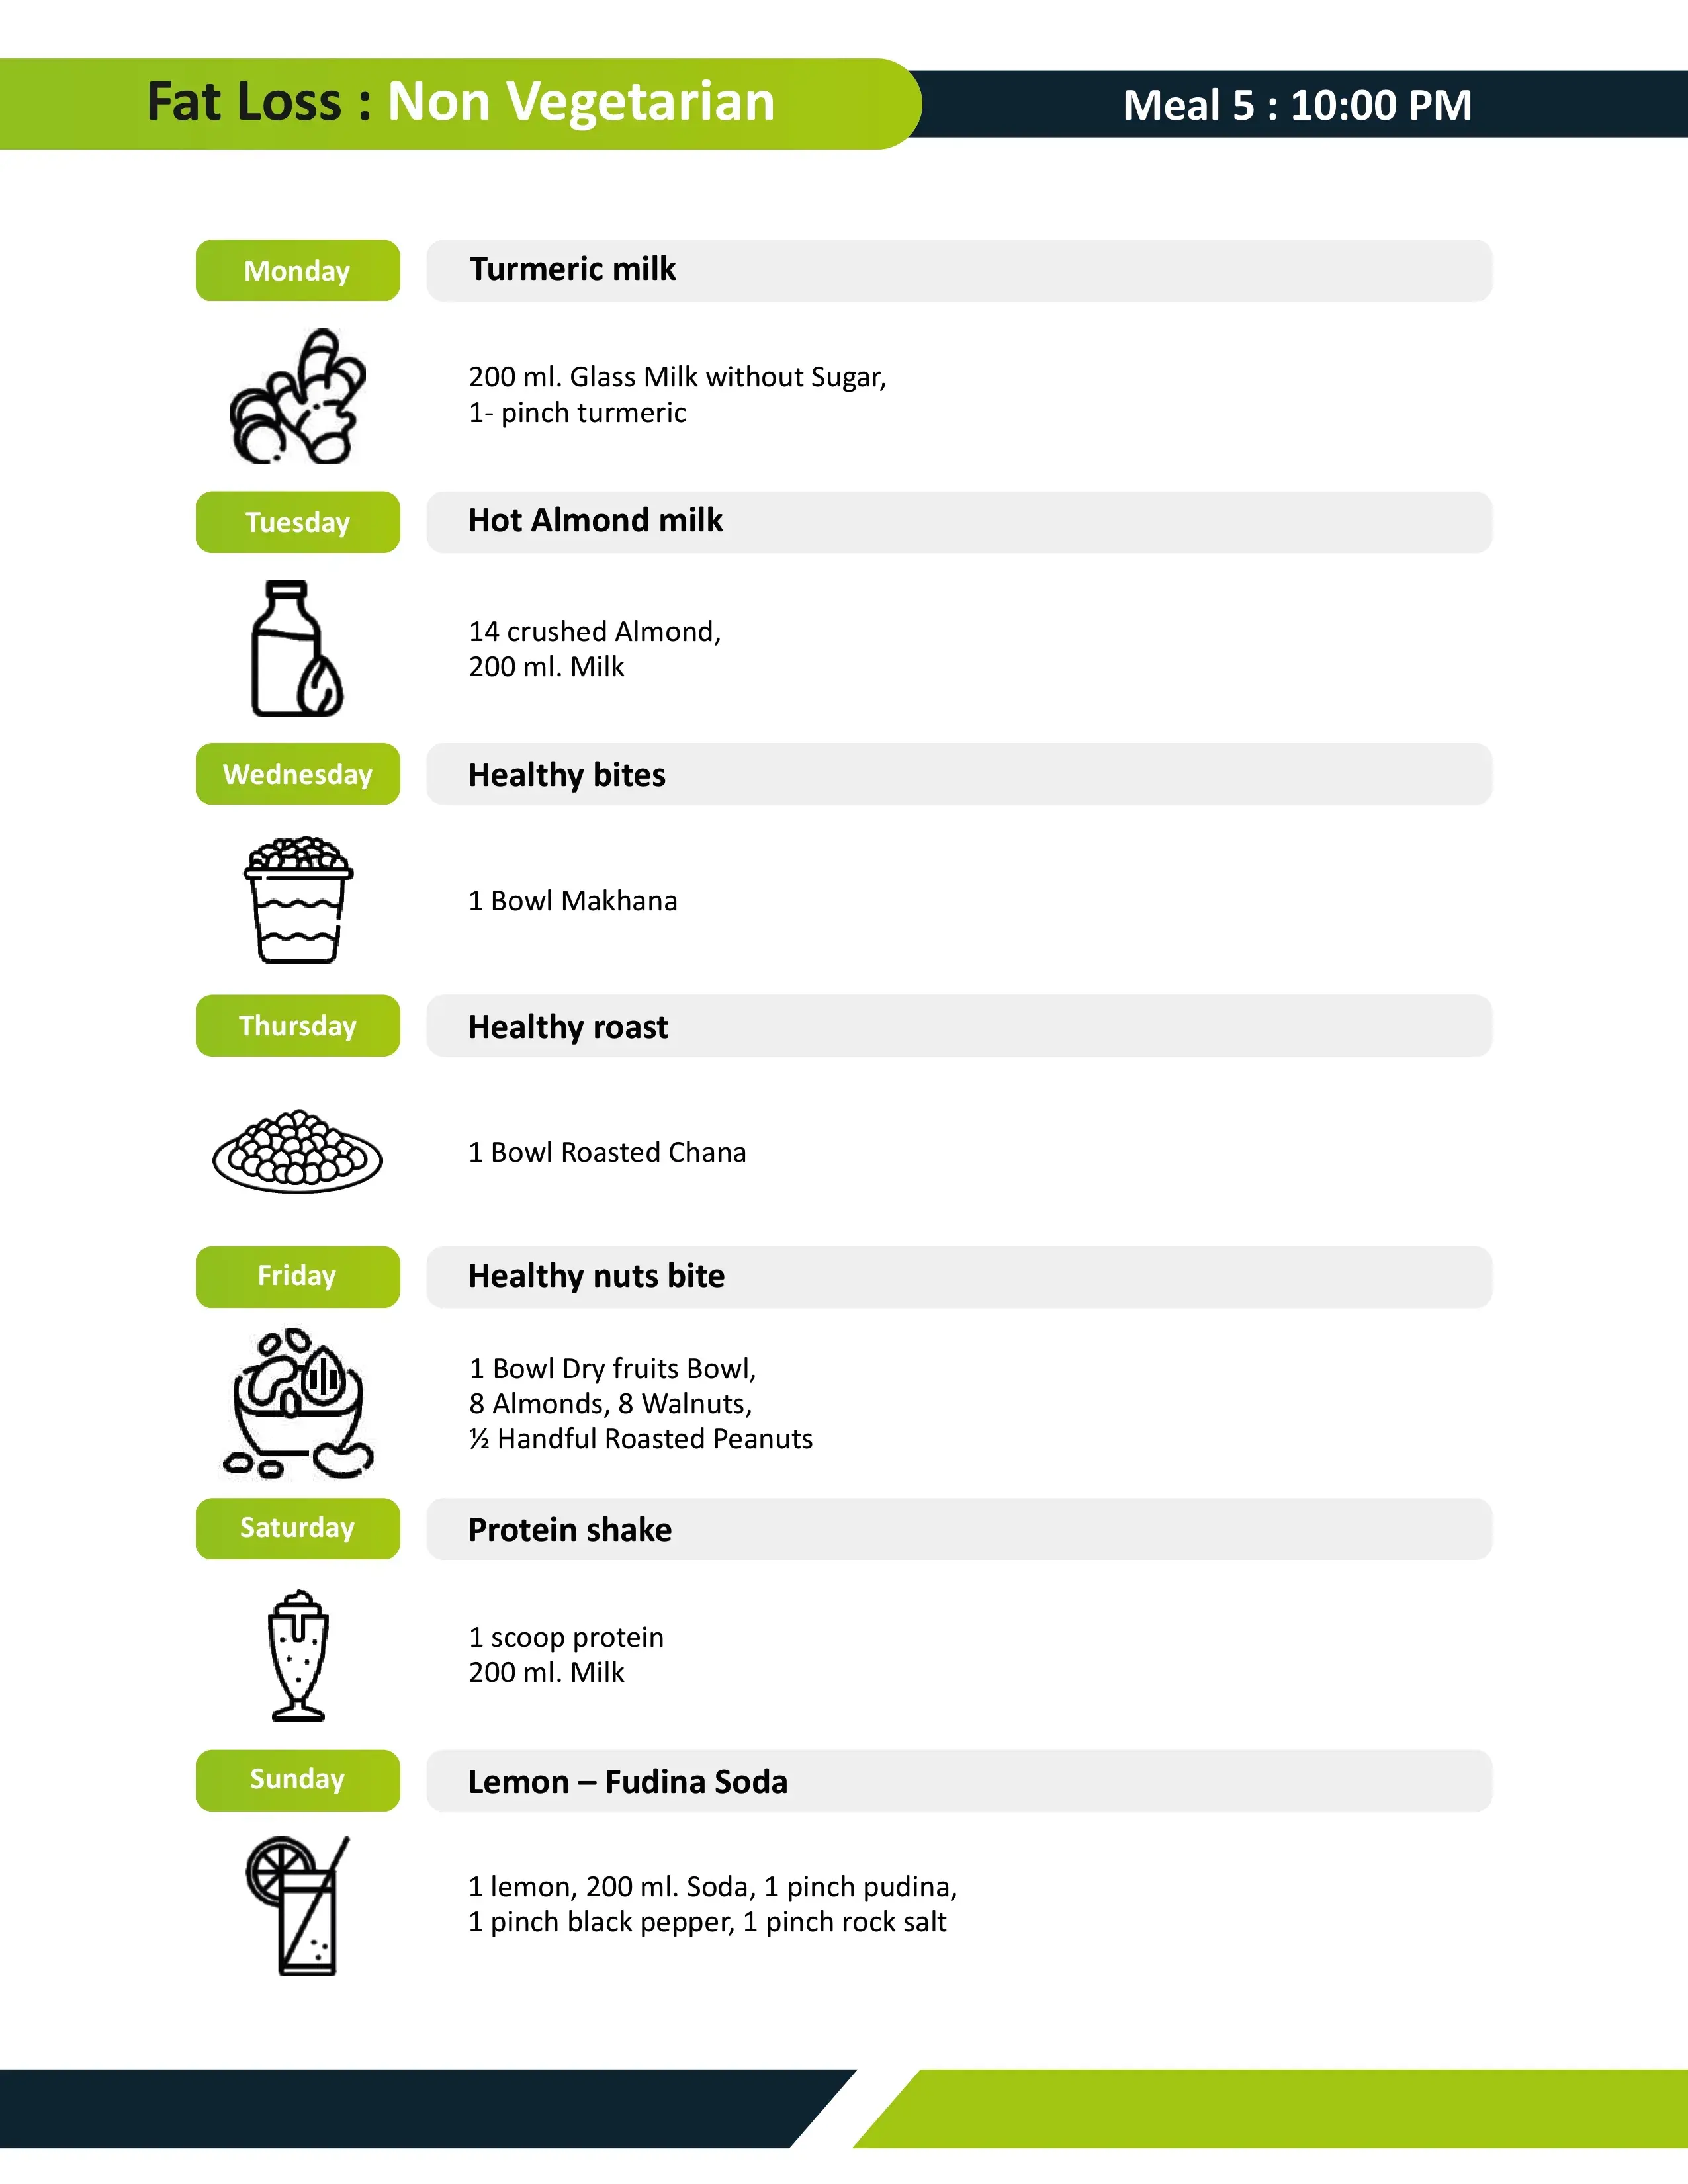 Fat Loss : Non Vegetarian
Meal 5 : 10:00 PM
Monday
Turmeric milk
200 ml. Glass Milk without Sugar,
1- pinch turmeric
Tuesday
Hot Almond milk
14 crushed Almond,
200 ml. Milk
Wednesday
Healthy bites
1 Bowl Makhana
Thursday
Healthy roast
1 Bowl Roasted Chana
Friday
Healthy nuts bite
1 Bowl Dry fruits Bowl,
8 Almonds, 8 Walnuts,
½ Handful Roasted Peanuts
Saturday
Protein shake
1 scoop protein
200 ml. Milk
Sunday
Lemon – Fudina Soda
1 lemon, 200 ml. Soda, 1 pinch pudina,
1 pinch black pepper, 1 pinch rock salt